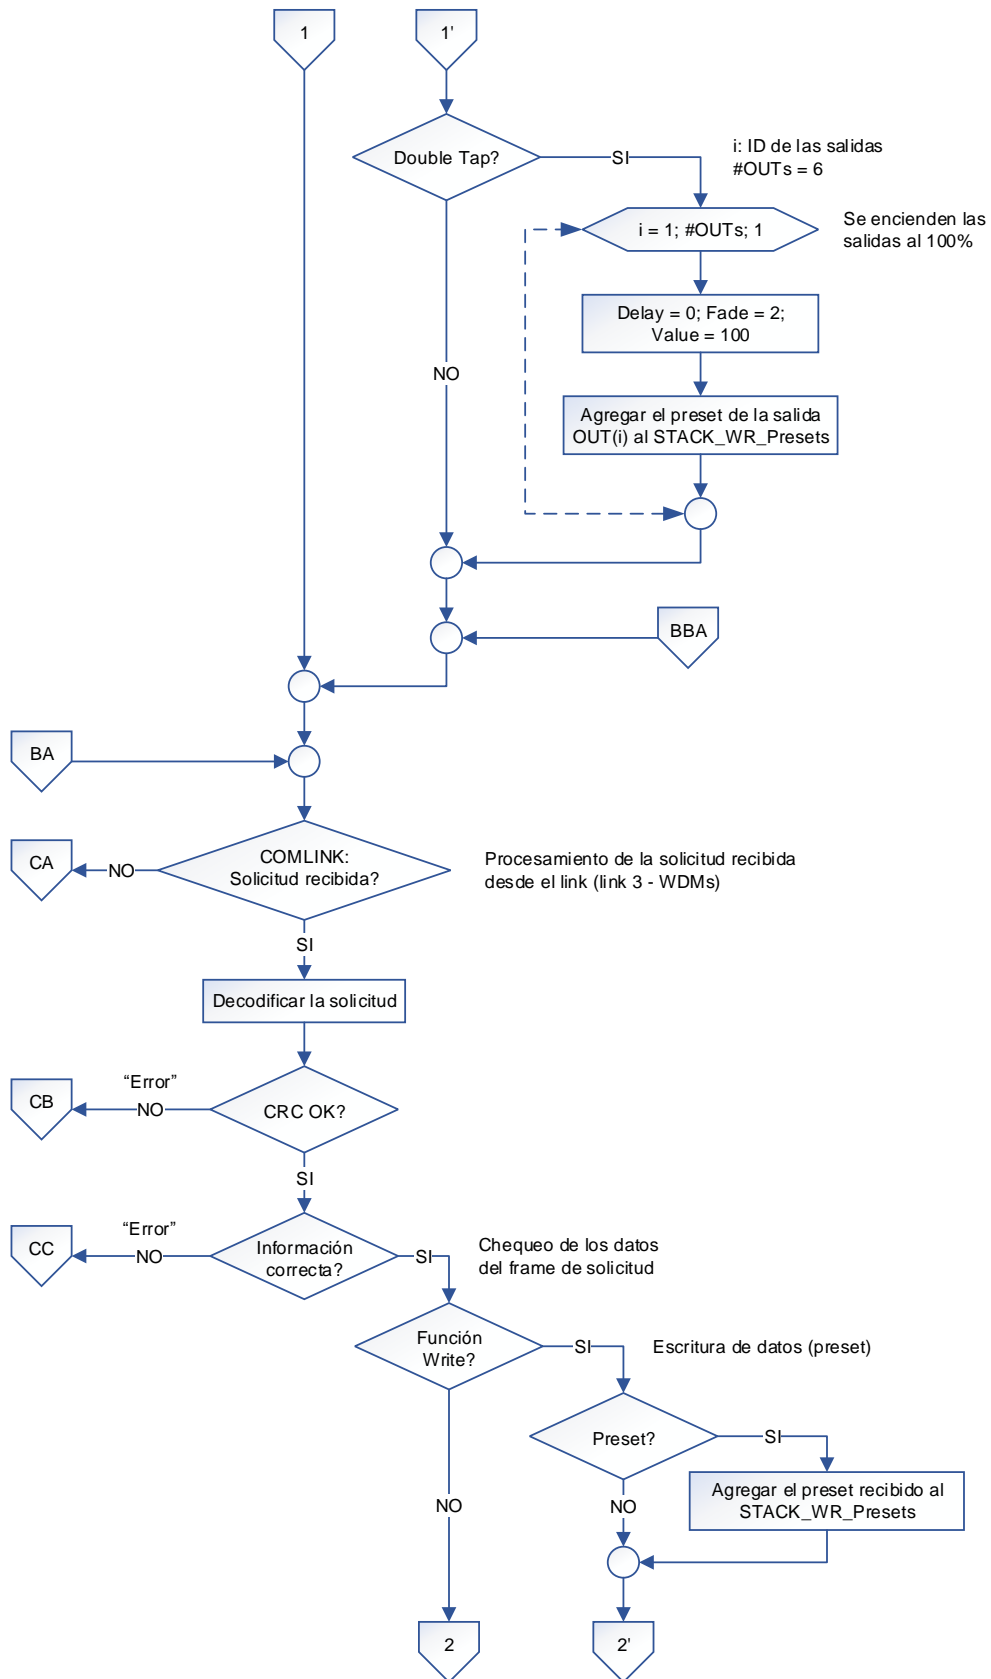 1
1'
Double Tap?
SI
i: ID de las salidas
#OUTs = 6
i = 1; #OUTs; 1
Se encienden las
salidas al 100%
Delay = 0; Fade = 2;
Value = 100
NO
Agregar el preset de la salida
OUT(i) al STACK_WR_Presets
BBA
BA
CA
NO
COMLINK:
Solicitud recibida?
Procesamiento de la solicitud recibida
desde el link (link 3 - WDMs)
SI
Decodificar la solicitud
“Error”
CB
NO
CRC OK?
SI
“Error”
CC
NO
Información
correcta?
SI
Chequeo de los datos
del frame de solicitud
Función
Write?
SI
Escritura de datos (preset)
Preset?
SI
NO
NO
Agregar el preset recibido al
STACK_WR_Presets
2
2'